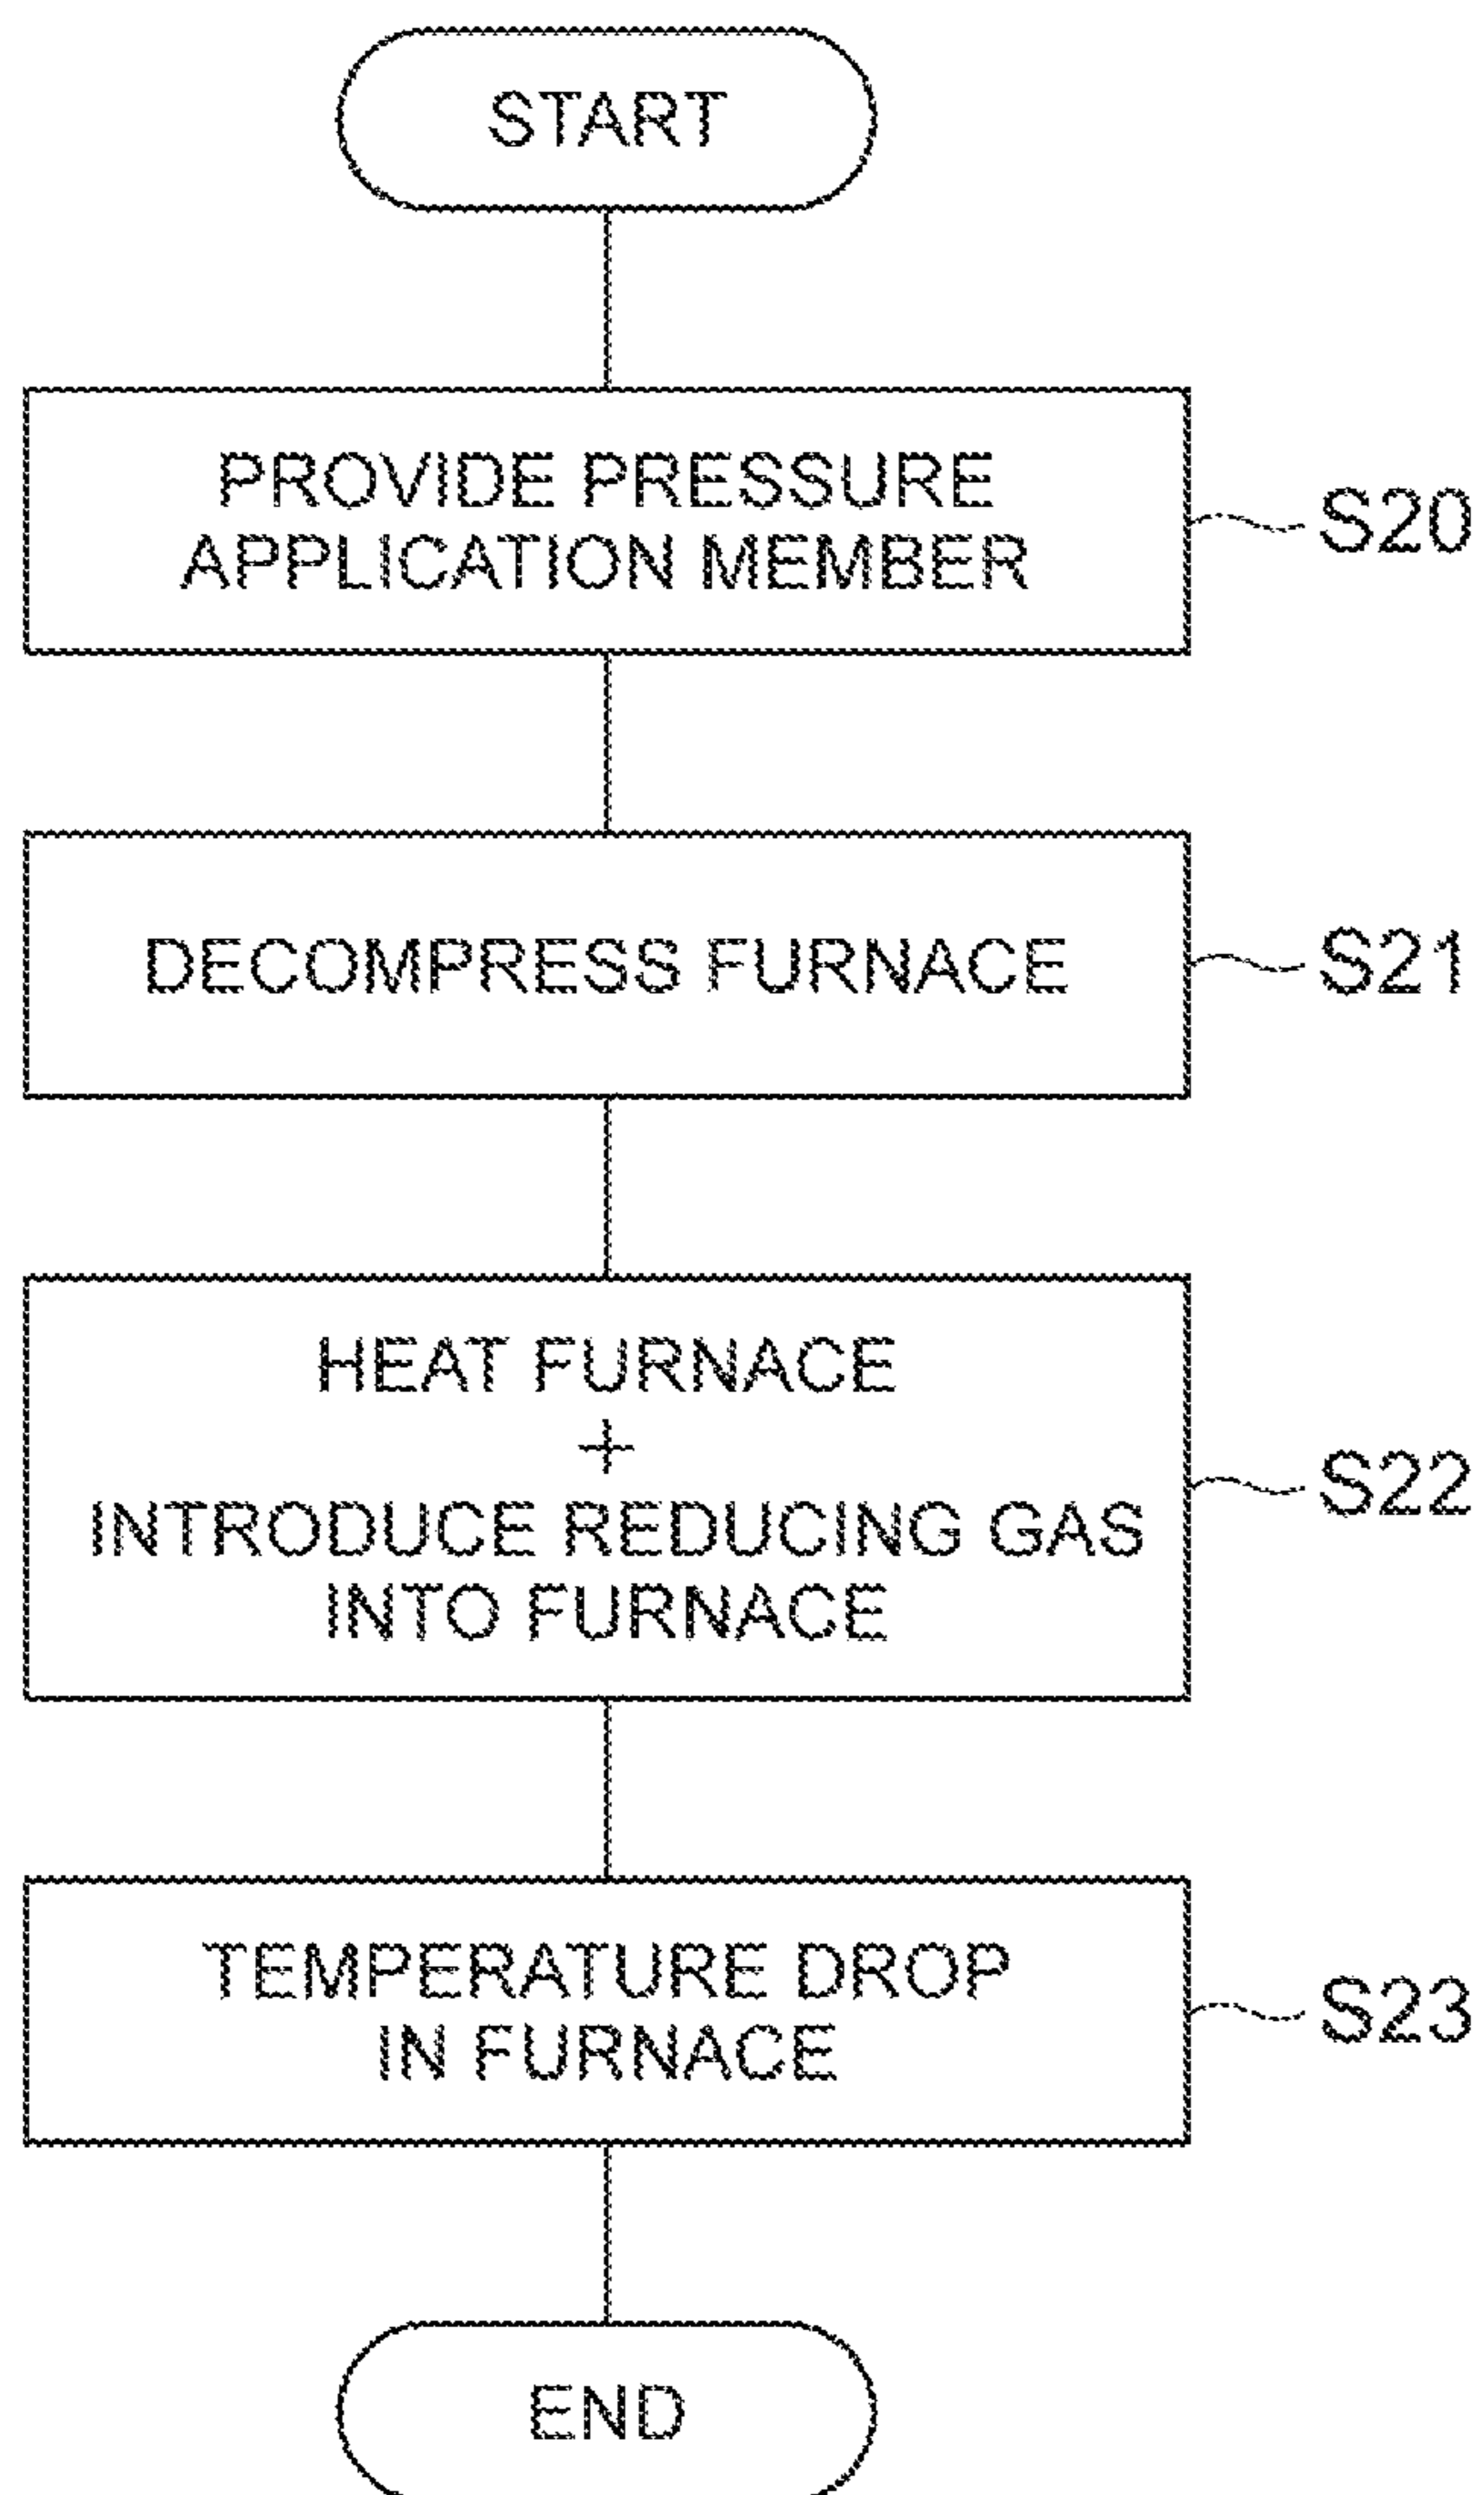 START
PROVIDE PRESSURE
APPLICATION MEMBER
S20
DECOMPRESS FURNACE
S21
HEAT FURNACE
+
INTRODUCE REDUCING GAS
INTO FURNACE
S22
TEMPERATURE DROP
IN FURNACE
S23
END